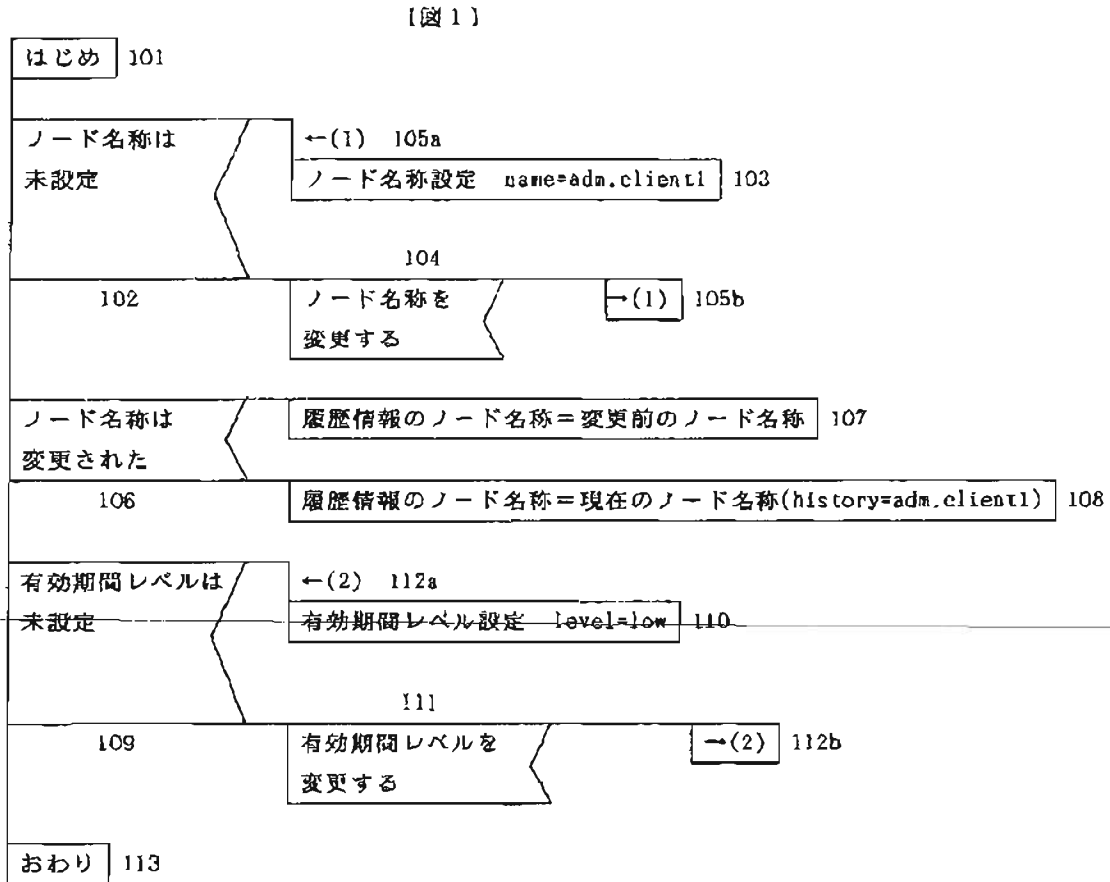 【図1】
はじめ 101
ノード名称は ←(1) 105a
未設定 ノード名称設定 name=adm.client1 103
104
102 ノード名称を →(1) 105b
変更する
ノード名称は 履歴情報のノード名称=変更前のノード名称 107
変更された
106 履歴情報のノード名称=現在のノード名称(history=adm.client1) 108
有効期間レベルは ←(2) 112a
未設定 有効期間レベル設定 level=low 110
111
109 有効期間レベルを →(2) 112b
変更する
おわり 113